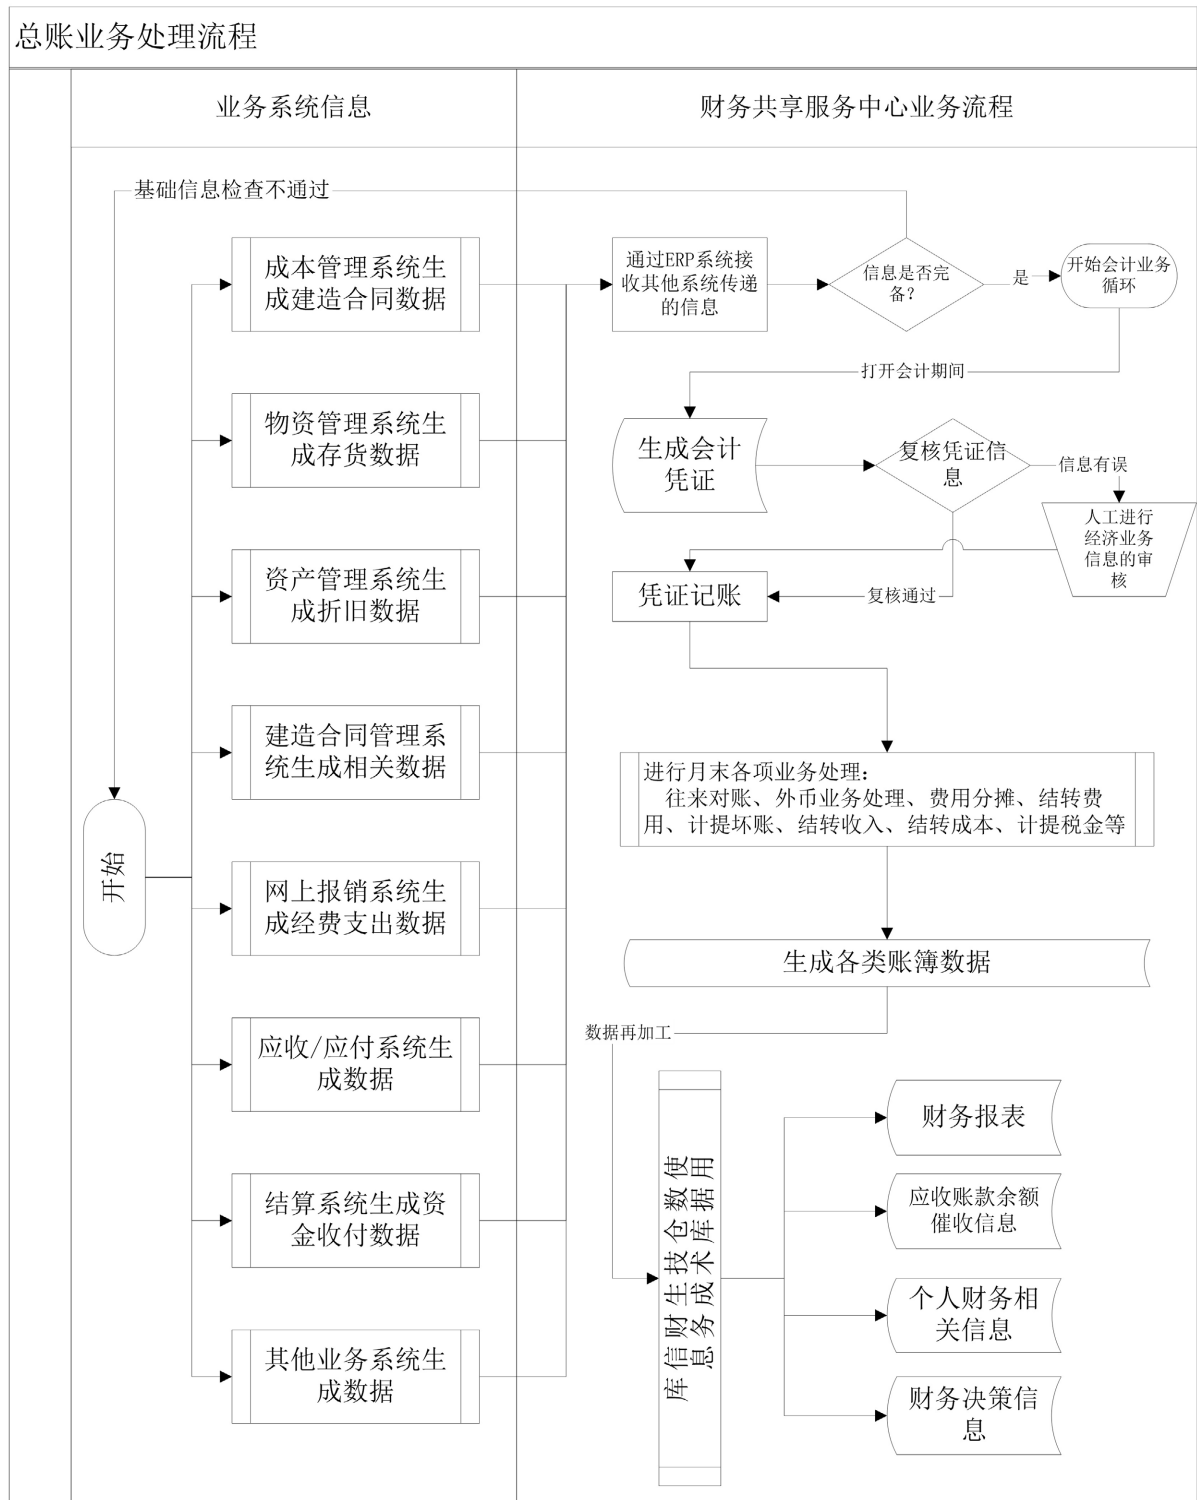 总账业务处理流程
业务系统信息
财务共享服务中心业务流程
基础信息检查不通过
成本管理系统生
成建造合同数据
通过ERP系统接
收其他系统传递
的信息
信息是否完
备?
是
开始会计业务
循环
打开会计期间
物资管理系统生
成存货数据
生成会计
凭证
复核凭证信
息
信息有误
人工进行
经济业务
信息的审
核
资产管理系统生
成折旧数据
凭证记账
复核通过
建造合同管理系
统生成相关数据
进行月末各项业务处理:
往来对账、外币业务处理、费用分摊、结转费
用、计提坏账、结转收入、结转成本、计提税金等
开始
网上报销系统生
成经费支出数据
生成各类账簿数据
数据再加工
应收/应付系统生
成数据
使用
数据
仓库
技术
生成
财务
信息
库
财务报表
应收账款余额
催收信息
结算系统生成资
金收付数据
个人财务相
关信息
其他业务系统生
成数据
财务决策信
息